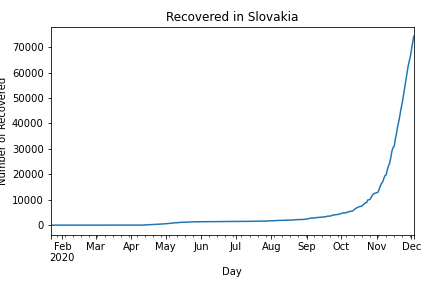 Recovered in Slovakia
Number of Recovered
70000
60000
50000
40000
30000
20000
10000
0
Feb Mar Apr May Jun Jul Aug Sep Oct Nov Dec
2020
Day